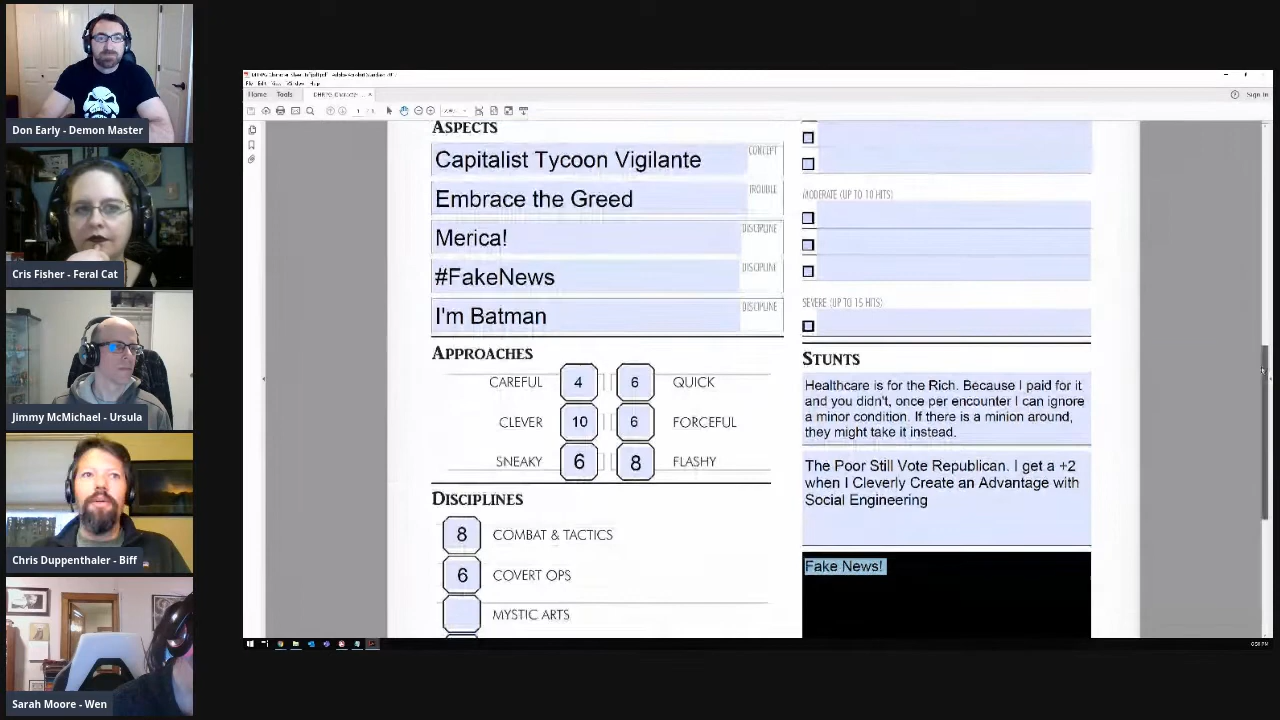 Don Early - Demon Master
Cris Fisher - Feral Cat
Jimmy McMichael - Ursula
Chris Duppenthaler - Biff
Sarah Moore - Wen
Home Tools
Sign In
ASPECTS
Capitalist Tycoon Vigilante
CONCEPT
Embrace the Greed
TROUBLE
Merica!
DISCIPLINE
#FakeNews
DISCIPLINE
I'm Batman
DISCIPLINE
APPROACHES
CAREFUL 4 6 QUICK
CLEVER 10 6 FORCEFUL
SNEAKY 6 8 FLASHY
DISCIPLINES
8 COMBAT & TACTICS
6 COVERT OPS
MYSTIC ARTS
MODERATE (UP TO 10 HITS)
SEVERE (UP TO 15 HITS)
STUNTS
Healthcare is for the Rich. Because I paid for it
and you didn't, once per encounter I can ignore
a minor condition. If there is a minion around,
they might take it instead.
The Poor Still Vote Republican. I get a +2
when I Cleverly Create an Advantage with
Social Engineering
Fake News!